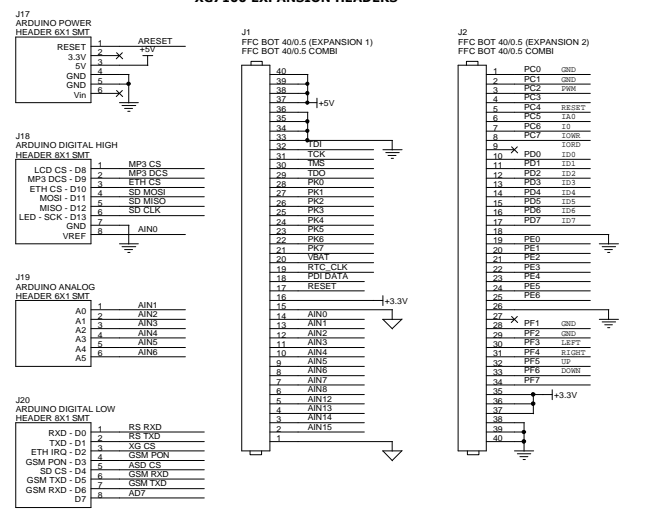 EXPANSION HEADERS
J17
ARDUINO POWER
HEADER 6X1 SMT
RESET 1 ARESET
3.3V 2 +5V
5V 3
GND 4
GND 5
Vin 6
J18
ARDUINO DIGITAL HIGH
HEADER 8X1 SMT
LCD CS - D8 1 MP3 CS
MP3 DCS - D9 2 MP3 DCS
ETH CS - D10 3 ETH CS
MOSI - D11 4 SD MOSI
MISO - D12 5 SD MISO
LED - SCK - D13 6 SD CLK
GND 7
VREF 8 AIN0
J19
ARDUINO ANALOG
HEADER 6X1 SMT
A0 1 AIN1
A1 2 AIN2
A2 3 AIN3
A3 4 AIN4
A4 5 AIN5
A5 6 AIN6
J20
ARDUINO DIGITAL LOW
HEADER 8X1 SMT
RXD - D0 1 RS RXD
TXD - D1 2 RS TXD
ETH IRQ - D2 3 XG CS
GSM PON - D3 4 GSM PON
SD CS - D4 5 ASD CS
GSM TXD - D5 6 GSM RXD
GSM RXD - D6 7 GSM TXD
D7 8 AD7
J1
FFC BOT 40/0.5 (EXPANSION 1)
FFC BOT 40/0.5 COMBI
40
39
38
37 +5V
36
35
34
33
32 TDI
31 TCK
30 TMS
29 TDO
28 PK0
27 PK1
26 PK2
25 PK3
24 PK4
23 PK5
22 PK6
21 PK7
20 VBAT
19 RTC_CLK
18 PDI DATA
17 RESET
16 +3.3V
15
14 AIN0
13 AIN1
12 AIN2
11 AIN3
10 AIN4
9 AIN5
8 AIN6
7 AIN7
6 AIN8
5 AIN12
4 AIN13
3 AIN14
2 AIN15
1
J2
FFC BOT 40/0.5 (EXPANSION 2)
FFC BOT 40/0.5 COMBI
1 PC0 GND
2 PC1 GND
3 PC2 PWM
4 PC3
5 PC4 RESET
6 PC5 IA0
7 PC6 I0
8 PC7 IOWR
9 IORD
10 PD0 ID0
11 PD1 ID1
12 PD2 ID2
13 PD3 ID3
14 PD4 ID4
15 PD5 ID5
16 PD6 ID6
17 PD7 ID7
18
19 PE0
20 PE1
21 PE2
22 PE3
23 PE4
24 PE5
25 PE6
26
27
28 PF1 GND
29 PF2 GND
30 PF3 LEFT
31 PF4 RIGHT
32 PF5 UP
33 PF6 DOWN
34 PF7
35 +3.3V
36
37
38
39
40